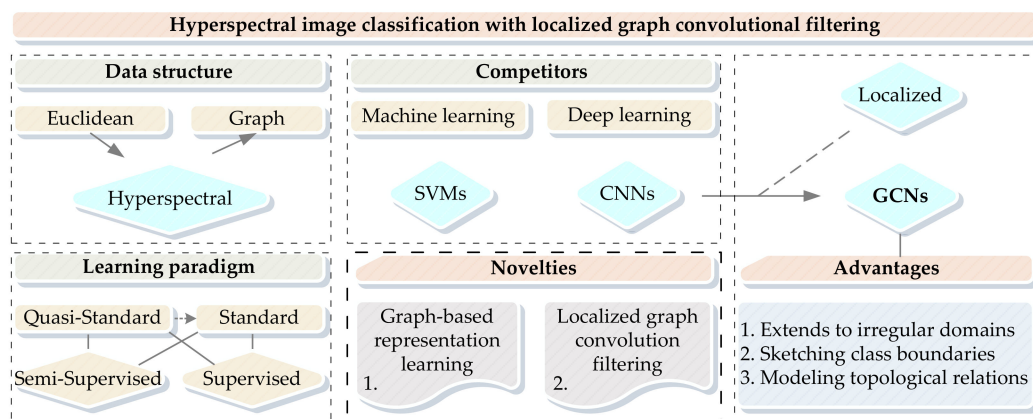 Hyperspectral image classification with localized graph convolutional filtering
Data structure
Euclidean
Graph
Hyperspectral
Learning paradigm
Quasi-Standard
Standard
Semi-Supervised
Supervised
Competitors
Machine learning
Deep learning
SVMs
CNNs
Novelties
Graph-based
representation
learning
1.
Localized graph
convolution
filtering
2.
Localized
GCNs
Advantages
1. Extends to irregular domains
2. Sketching class boundaries
3. Modeling topological relations